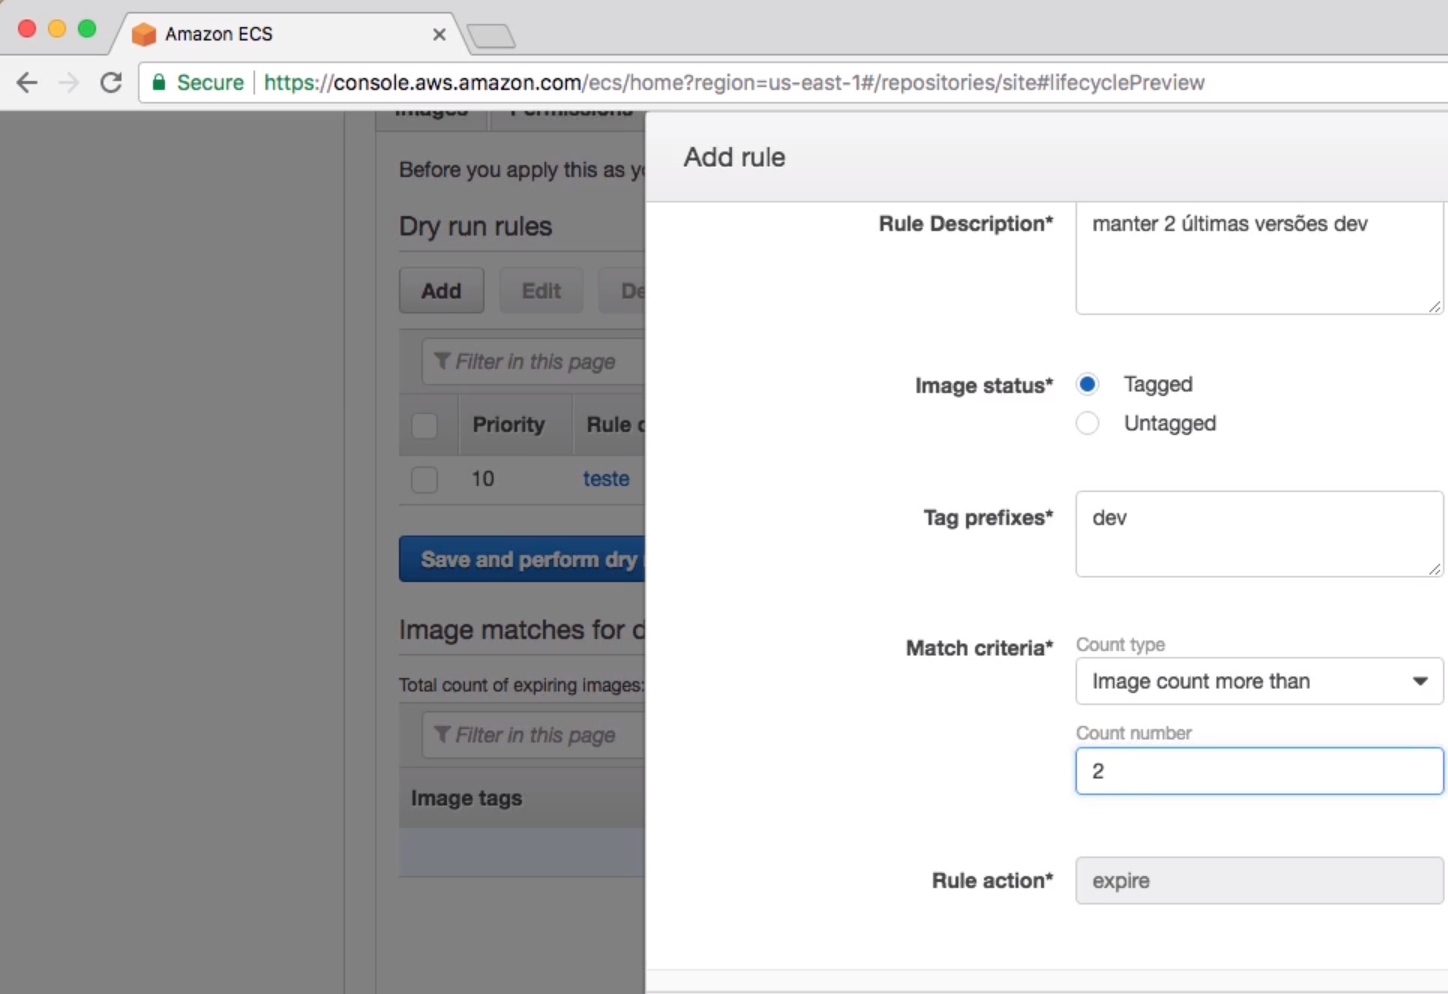 Amazon ECS
Secure https://console.aws.amazon.com/ecs/home?region=us-east-1#/repositories/site#lifecyclePreview
Images Permissions
Before you apply this as
Dry run rules
Add Edit De
Filter in this page
Priority Rule
10 teste
Save and perform dry
Image matches for
Total count of expiring images:
Filter in this page
Image tags
Add rule
Rule Description* manter 2 últimas versões dev
Image status* Tagged
Untagged
Tag prefixes* dev
Match criteria* Count type
Image count more than
Count number
2
Rule action* expire